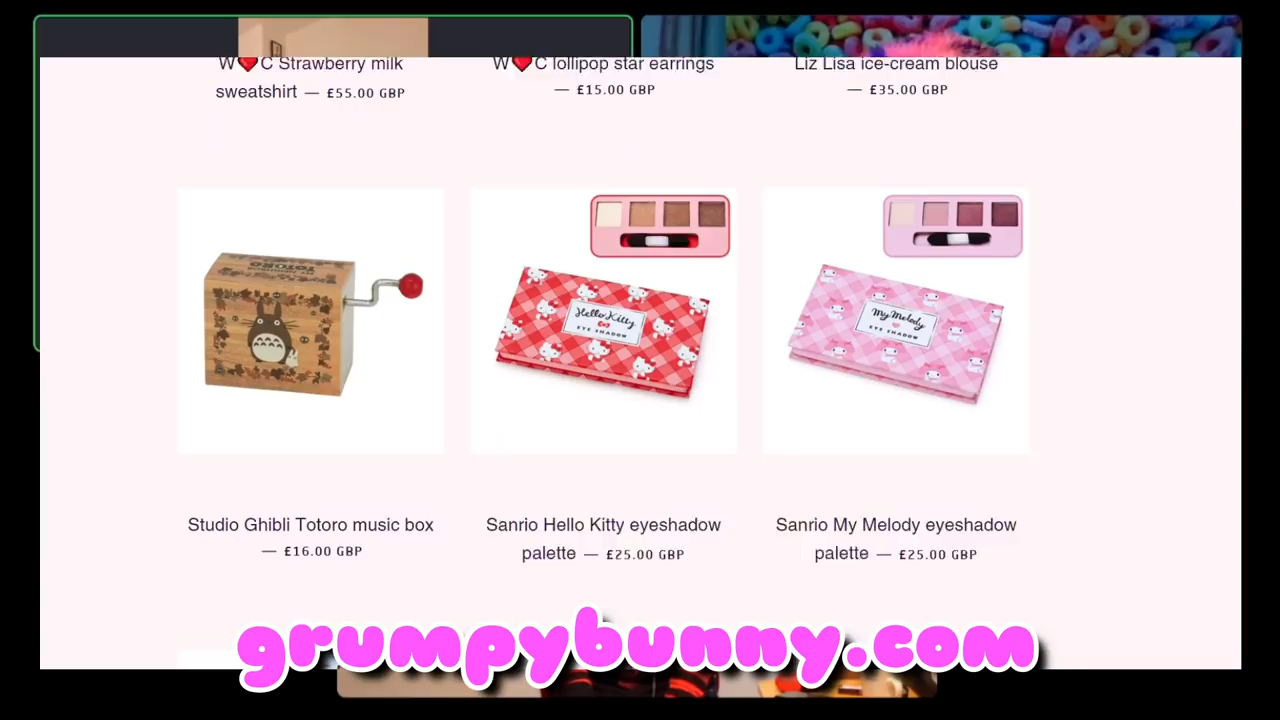 W❤C Strawberry milk
sweatshirt — £55.00 GBP
W❤C lollipop star earrings
— £15.00 GBP
Liz Lisa ice-cream blouse
— £35.00 GBP
TOTORO
Hello Kitty
EYE SHADOW
My Melody
EYE SHADOW
Studio Ghibli Totoro music box
— £16.00 GBP
Sanrio Hello Kitty eyeshadow
palette — £25.00 GBP
Sanrio My Melody eyeshadow
palette — £25.00 GBP
grumpybunny.com